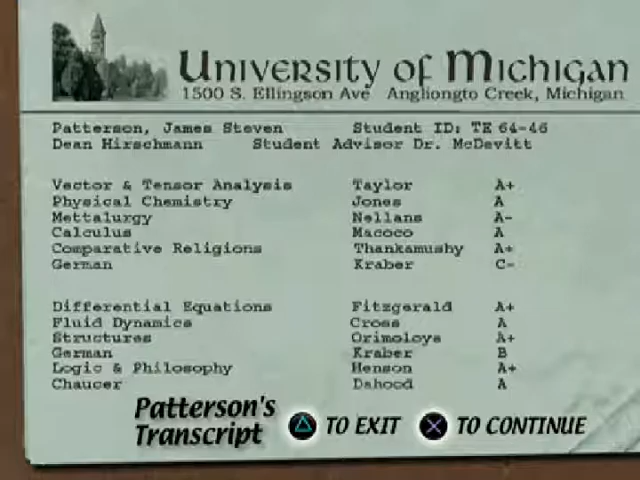 University of Michigan
1500 S. Ellingson Ave Angliongto Creek, Michigan
Patterson, James Steven Student ID: TE 64-46
Dean Hirschmann Student Advisor Dr. McDevitt
Vector & Tensor Analysis Taylor A+
Physical Chemistry Jones A
Mettalurgy Nellans A-
Calculus Macoco A
Comparative Religions Thankamushy A+
German Kraber C-
Differential Equations Fitzgerald A+
Fluid Dynamics Cross A
Structures Orimoloys A+
German Kraber B
Logic & Philosophy Henson A+
Chaucer Dahood A
Patterson's
Transcript
TO EXIT
X TO CONTINUE